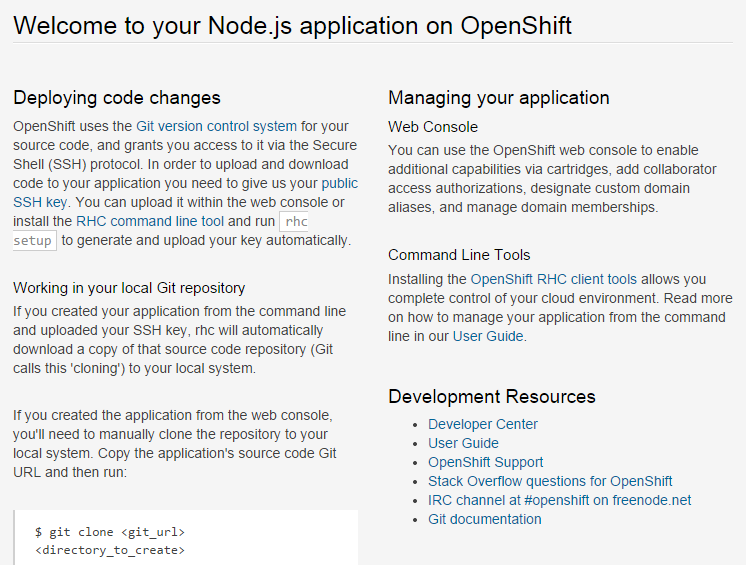 Welcome to your Node.js application on OpenShift
Deploying code changes
OpenShift uses the Git version control system for your
source code, and grants you access to it via the Secure
Shell (SSH) protocol. In order to upload and download
code to your application you need to give us your public
SSH key. You can upload it within the web console or
install the RHC command line tool and run rhc
setup to generate and upload your key automatically.
Working in your local Git repository
If you created your application from the command line
and uploaded your SSH key, rhc will automatically
download a copy of that source code repository (Git
calls this 'cloning') to your local system.
If you created the application from the web console,
you'll need to manually clone the repository to your
local system. Copy the application's source code Git
URL and then run:
$ git clone <git_url>
<directory_to_create>
Managing your application
Web Console
You can use the OpenShift web console to enable
additional capabilities via cartridges, add collaborator
access authorizations, designate custom domain
aliases, and manage domain memberships.
Command Line Tools
Installing the OpenShift RHC client tools allows you
complete control of your cloud environment. Read more
on how to manage your application from the command
line in our User Guide.
Development Resources
• Developer Center
• User Guide
• OpenShift Support
• Stack Overflow questions for OpenShift
• IRC channel at #openshift on freenode.net
• Git documentation